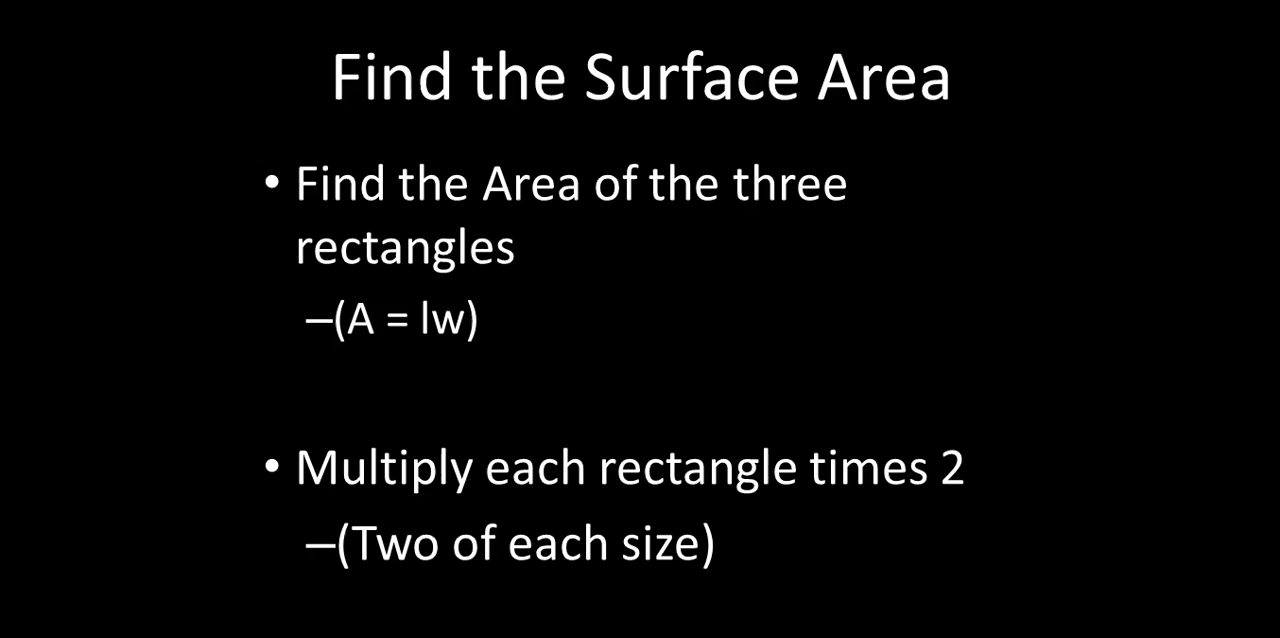 Find the Surface Area
• Find the Area of the three
rectangles
–(A = lw)
• Multiply each rectangle times 2
–(Two of each size)